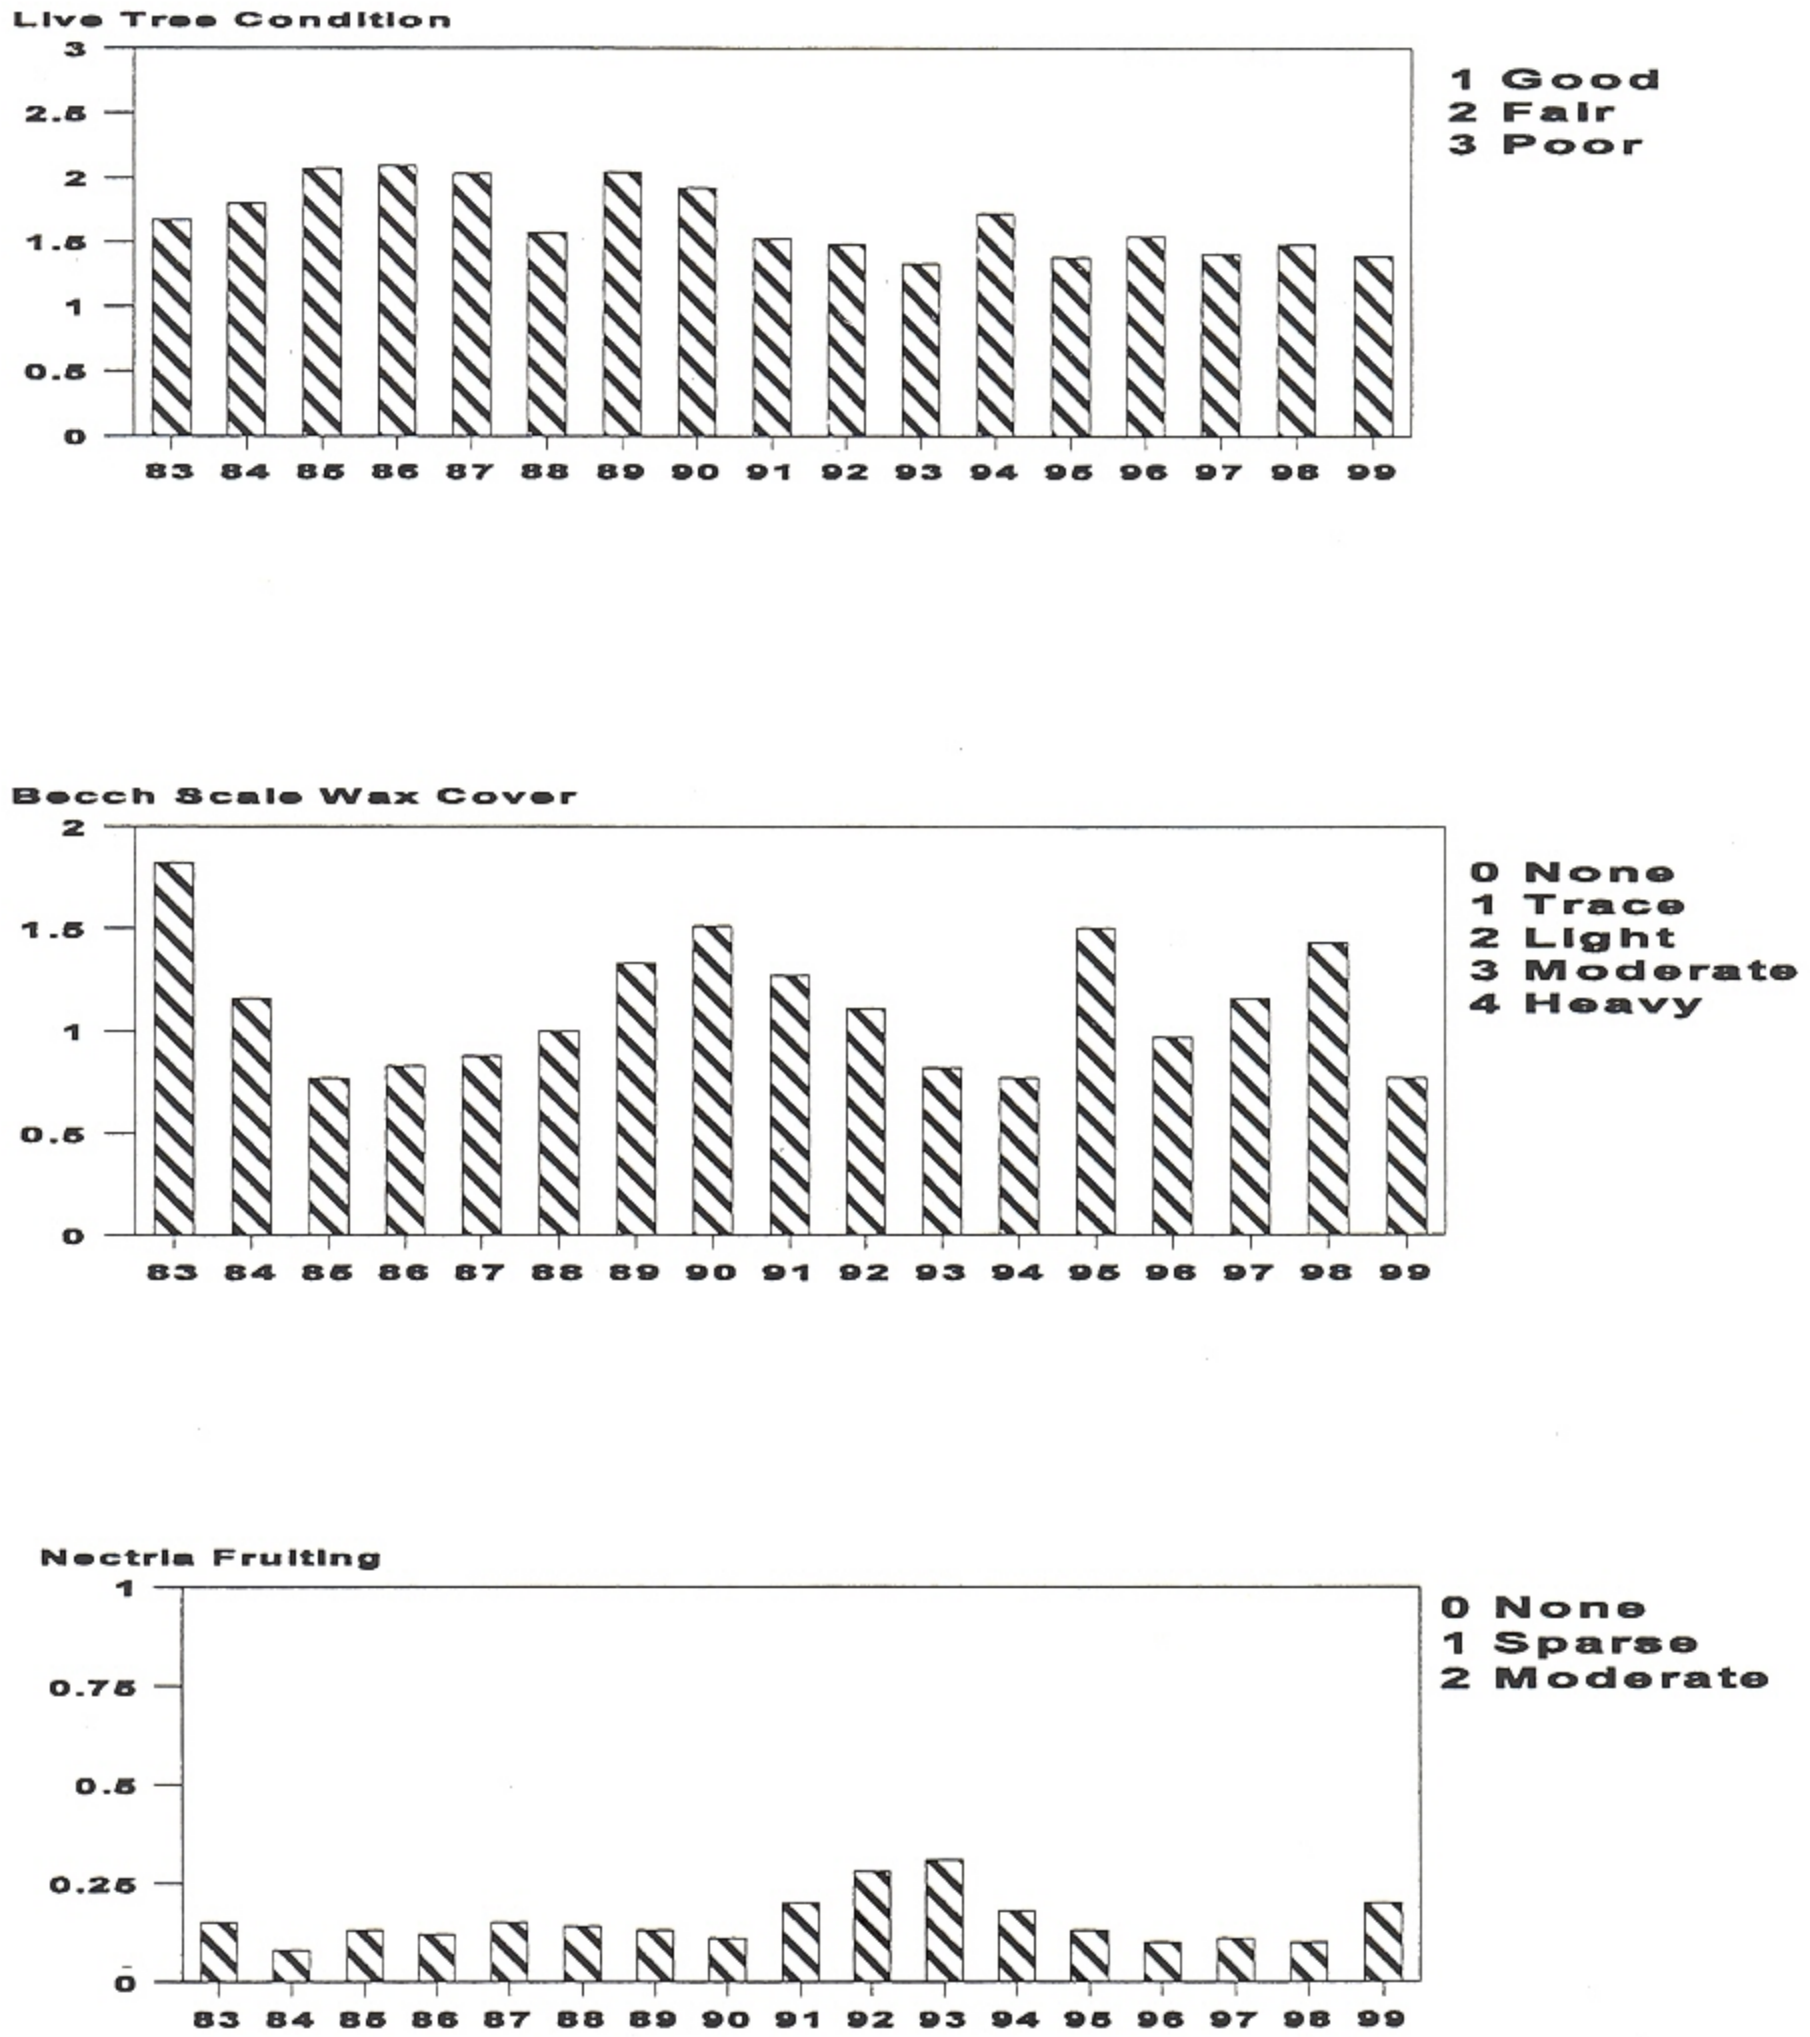 Live Tree Condition
3
2.5
2
1.5
1
0.5
0
83 84 85 86 87 88 89 90 91 92 93 94 95 96 97 98 99
1 Good
2 Fair
3 Poor
Beech Scale Wax Cover
2
1.5
1
0.5
0
83 84 85 86 87 88 89 90 91 92 93 94 95 96 97 98 99
0 None
1 Trace
2 Light
3 Moderate
4 Heavy
Nectria Fruiting
1
0.75
0.5
0.25
0
83 84 85 86 87 88 89 90 91 92 93 94 95 96 97 98 99
0 None
1 Sparse
2 Moderate